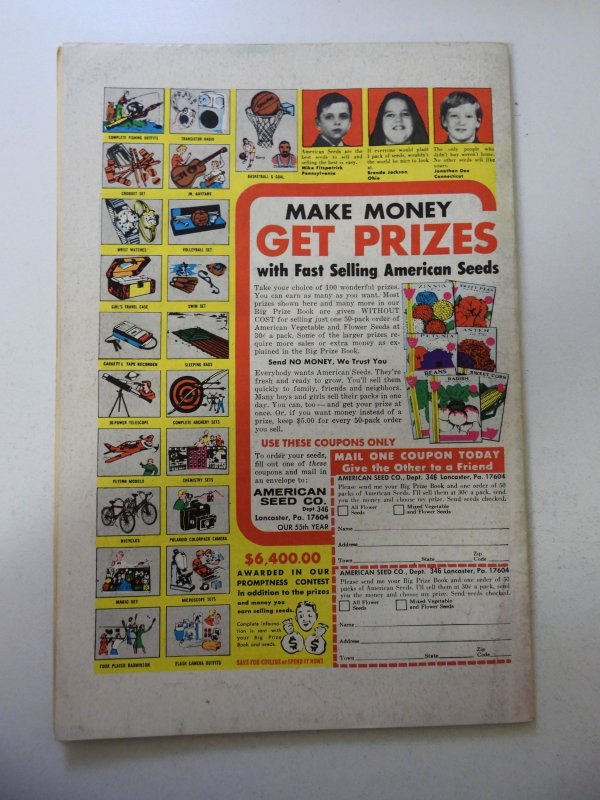 COMPLETE FISHING OUTFITS
TRANSISTOR RADIO
CROQUET SET
JR. GUITARS
WRIST WATCHES
VOLLEYBALL SET
GIRL'S TRAVEL CASE
SWIM SET
CASSETTE TAPE RECORDER
SLEEPING BAGS
30-POWER TELESCOPE
COMPLETE ARCHERY SETS
FLYING MODELS
CHEMISTRY SETS
BICYCLES
POLAROID COLORPACK CAMERA
MAGIC SET
MICROSCOPE SETS
FOUR PLAYER BADMINTON
FLASH CAMERA OUTFITS
BASKETBALL & GOAL
American Seeds are the
best seeds to sell and
selling the best is easy.
Mike Fitzpatrick
Pennsylvania
If everyone would plant
1 pack of seeds, wouldn't
the world be nice to look
at.
Brenda Jackson
Ohio
The only people who
didn't buy weren't home.
No other seeds sell like
yours.
Jonathan Dee
Connecticut
MAKE MONEY
GET PRIZES
with Fast Selling American Seeds
Take your choice of 100 wonderful prizes.
You can earn as many as you want. Most
prizes shown here and many more in our
Big Prize Book are given WITHOUT
COST for selling just one 50-pack order of
American Vegetable and Flower Seeds at
30¢ a pack. Some of the larger prizes re-
quire more sales or extra money as ex-
plained in the Big Prize Book.
Send NO MONEY, We Trust You
Everybody wants American Seeds. They're
fresh and ready to grow. You'll sell them
quickly to family, friends and neighbors.
Many boys and girls sell their packs in one
day. You can, too—and get your prize at
once. Or, if you want money instead of a
prize, keep $5.00 for every 50-pack order
you sell.
ZINNIA
SWEET PEAS
PETUNIA
ASTER
BEANS
SWEET CORN
RADISH
USE THESE COUPONS ONLY
To order your seeds,
fill out one of these
coupons and mail in
an envelope to:
AMERICAN
SEED CO.
Dept. 346
Lancaster, Pa. 17604
OUR 55th YEAR
MAIL ONE COUPON TODAY
Give the Other to a Friend
AMERICAN SEED CO., Dept. 346 Lancaster, Pa. 17604
Please send me your Big Prize Book and one order of 50
packs of American Seeds. I'll sell them at 30¢ a pack, send
you the money and choose my prize. Send seeds checked.
All Flower
Seeds
Mixed Vegetable
and Flower Seeds
Name
Address
Town State Zip Code
AMERICAN SEED CO., Dept. 346 Lancaster, Pa. 17604
Please send me your Big Prize Book and one order of 50
packs of American Seeds. I'll sell them at 30¢ a pack, send
you the money and choose my prize. Send seeds checked.
All Flower
Seeds
Mixed Vegetable
and Flower Seeds
Name
Address
Town State Zip Code
$6,400.00
AWARDED IN OUR
PROMPTNESS CONTEST
in addition to the prizes
and money you
earn selling seeds.
Complete informa-
tion is sent with
your Big Prize
Book and seeds.
$ $
SAVE FOR COLLEGE or SPEND IT NOW!